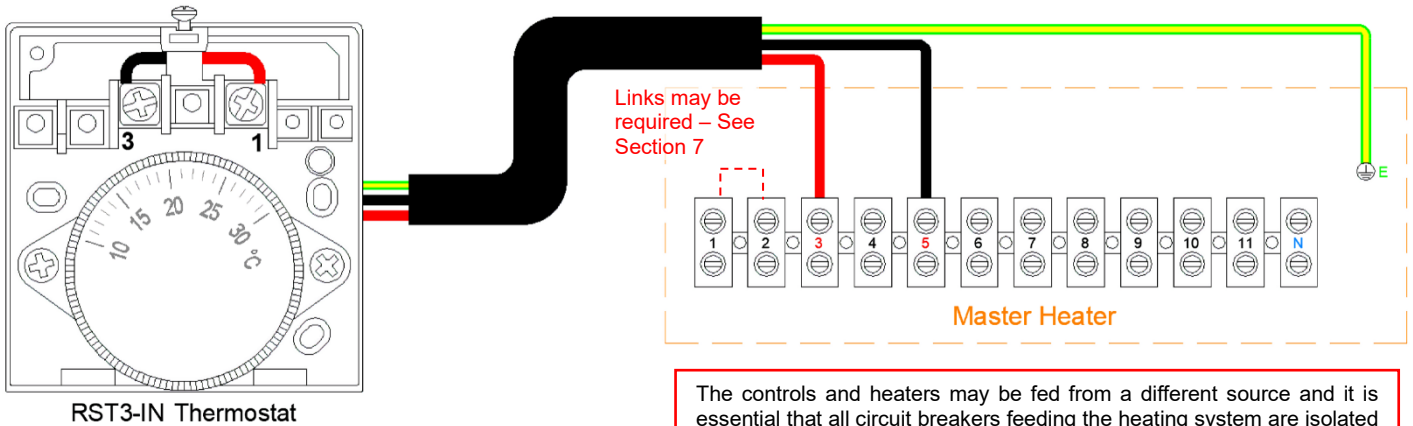 Links may be
required – See
Section 7
3
1
10
15
20
25
30
°C
E
1
2
3
4
5
6
7
8
9
10
11
N
Master Heater
RST3-IN Thermostat
The controls and heaters may be fed from a different source and it is
essential that all circuit breakers feeding the heating system are isolated